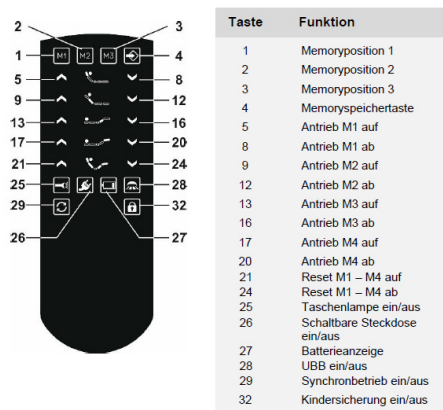 2
3
1
M1
M2
M3
4
5
8
9
12
13
16
17
20
21
24
25
28
29
32
26
27
Taste Funktion
1 Memoryposition 1
2 Memoryposition 2
3 Memoryposition 3
4 Memoryspeichertaste
5 Antrieb M1 auf
8 Antrieb M1 ab
9 Antrieb M2 auf
12 Antrieb M2 ab
13 Antrieb M3 auf
16 Antrieb M3 ab
17 Antrieb M4 auf
20 Antrieb M4 ab
21 Reset M1 – M4 auf
24 Reset M1 – M4 ab
25 Taschenlampe ein/aus
26 Schaltbare Steckdose
ein/aus
27 Batterieanzeige
28 UBB ein/aus
29 Synchronbetrieb ein/aus
32 Kindersicherung ein/aus